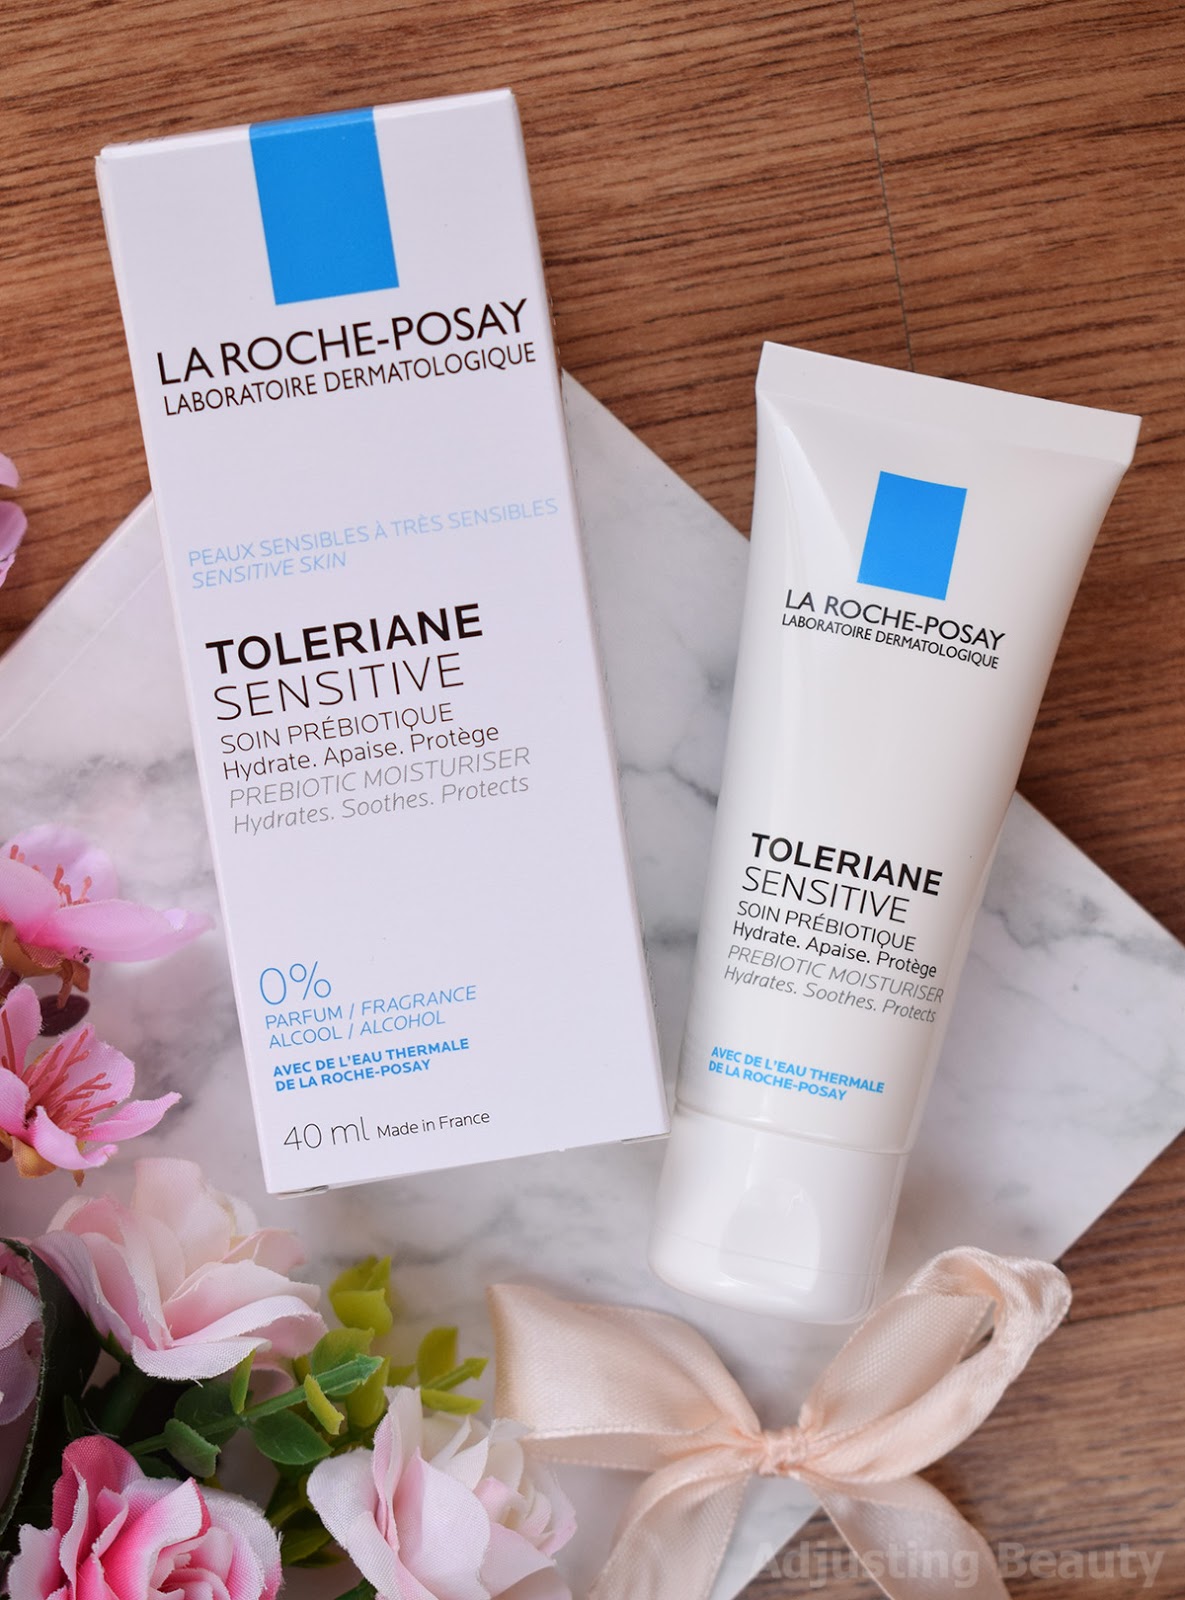 LA ROCHE-POSAY
LABORATOIRE DERMATOLOGIQUE
PEAUX SENSIBLES À TRÈS SENSIBLES
SENSITIVE SKIN
TOLERIANE
SENSITIVE
SOIN PRÉBIOTIQUE
Hydrate. Apaise. Protège
PREBIOTIC MOISTURISER
Hydrates. Soothes. Protects
0%
PARFUM / FRAGRANCE
ALCOOL / ALCOHOL
AVEC DE L'EAU THERMALE
DE LA ROCHE-POSAY
40 ml Made in France
LA ROCHE-POSAY
LABORATOIRE DERMATOLOGIQUE
TOLERIANE
SENSITIVE
SOIN PRÉBIOTIQUE
Hydrate. Apaise. Protège
PREBIOTIC MOISTURISER
Hydrates. Soothes. Protects
AVEC DE L'EAU THERMALE
DE LA ROCHE-POSAY
Adjusting Beauty